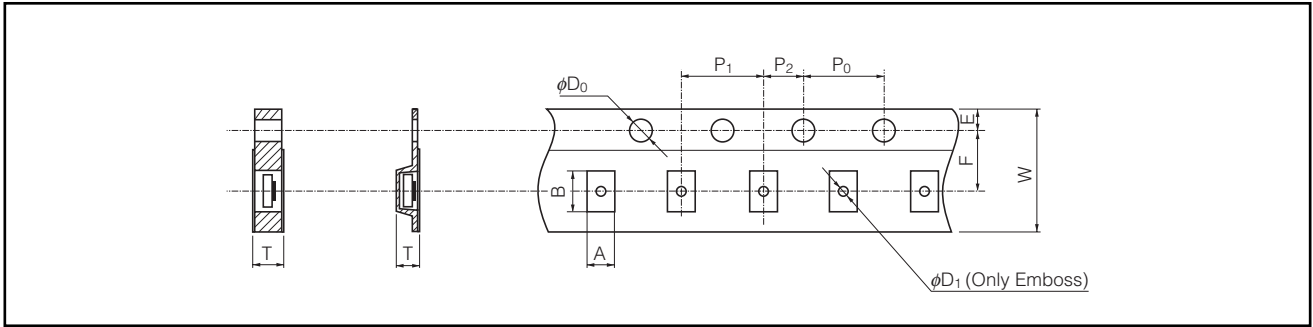 P₁ P₂ P₀
ϕD₀
E
F
W
B
T T A
ϕD₁ (Only Emboss)